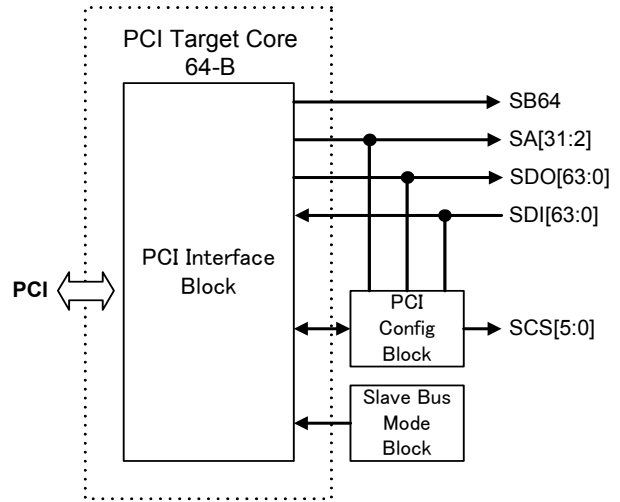 PCI Target Core
64-B
SB64
SA[31:2]
SDO[63:0]
SDI[63:0]
PCI Interface
Block
PCI
PCI
Config
Block
SCS[5:0]
Slave Bus
Mode
Block